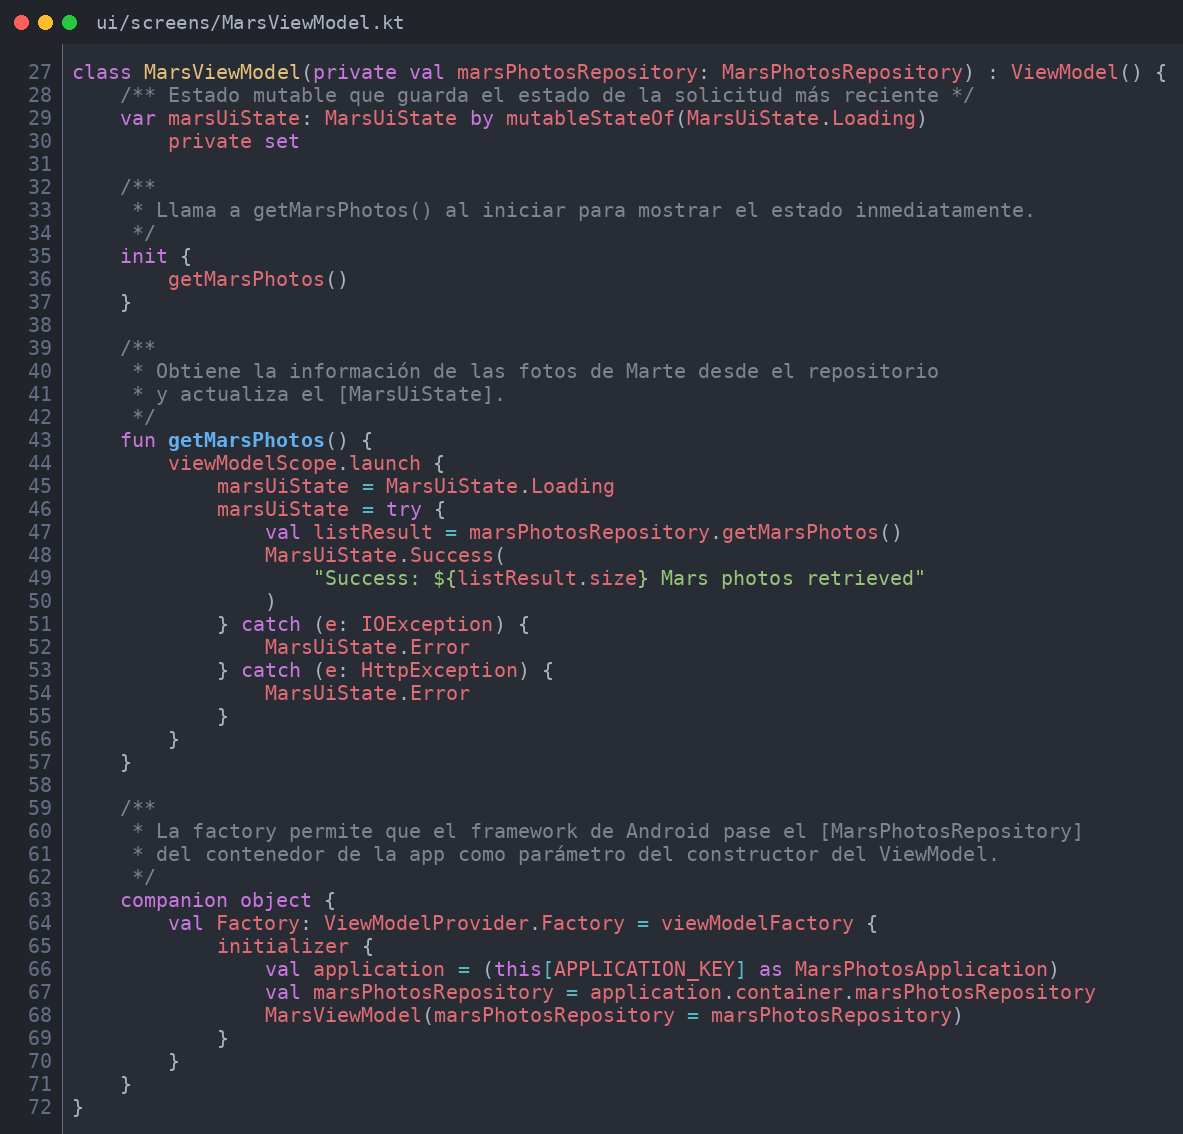 ui/screens/MarsViewModel.kt
27 class MarsViewModel(private val marsPhotosRepository: MarsPhotosRepository) : ViewModel() {
28     /** Estado mutable que guarda el estado de la solicitud más reciente */
29     var marsUiState: MarsUiState by mutableStateOf(MarsUiState.Loading)
30         private set
31
32     /**
33      * Llama a getMarsPhotos() al iniciar para mostrar el estado inmediatamente.
34      */
35     init {
36         getMarsPhotos()
37     }
38
39     /**
40      * Obtiene la información de las fotos de Marte desde el repositorio
41      * y actualiza el [MarsUiState].
42      */
43     fun getMarsPhotos() {
44         viewModelScope.launch {
45             marsUiState = MarsUiState.Loading
46             marsUiState = try {
47                 val listResult = marsPhotosRepository.getMarsPhotos()
48                 MarsUiState.Success(
49                     "Success: ${listResult.size} Mars photos retrieved"
50                 )
51             } catch (e: IOException) {
52                 MarsUiState.Error
53             } catch (e: HttpException) {
54                 MarsUiState.Error
55             }
56         }
57     }
58
59     /**
60      * La factory permite que el framework de Android pase el [MarsPhotosRepository]
61      * del contenedor de la app como parámetro del constructor del ViewModel.
62      */
63     companion object {
64         val Factory: ViewModelProvider.Factory = viewModelFactory {
65             initializer {
66                 val application = (this[APPLICATION_KEY] as MarsPhotosApplication)
67                 val marsPhotosRepository = application.container.marsPhotosRepository
68                 MarsViewModel(marsPhotosRepository = marsPhotosRepository)
69             }
70         }
71     }
72 }